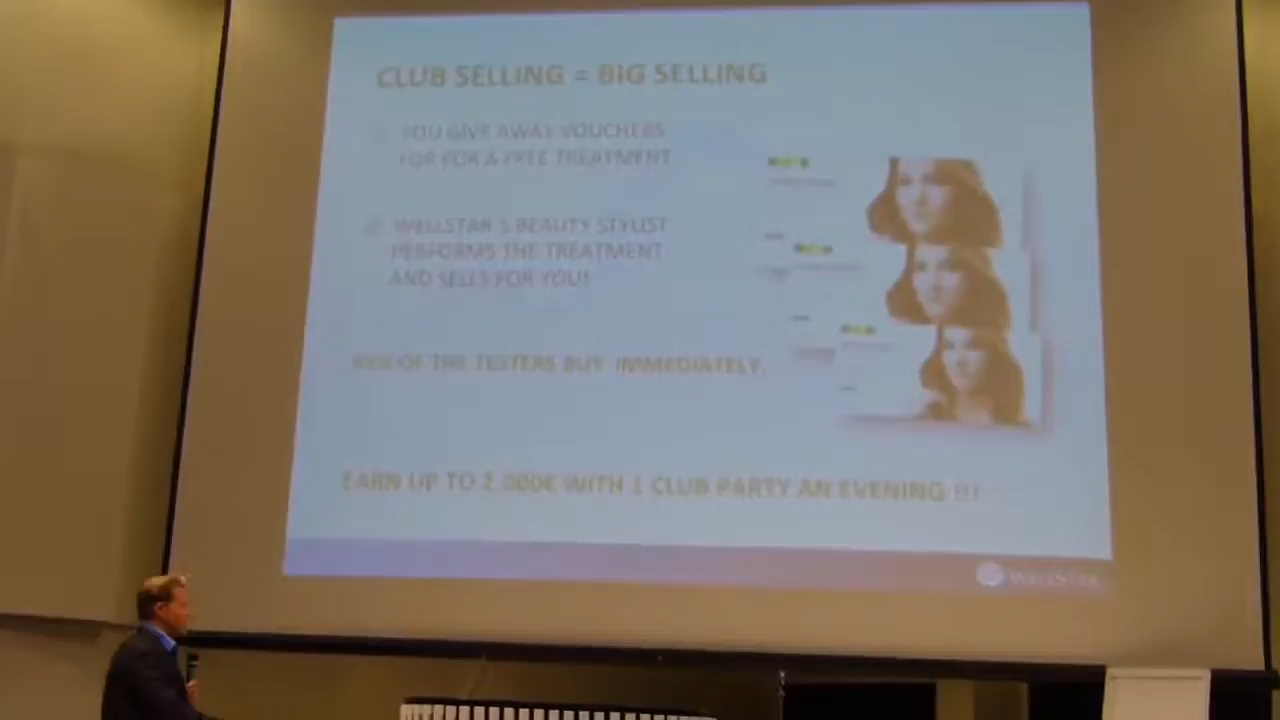 CLUB SELLING = BIG SELLING
YOU GIVE AWAY VOUCHERS
FOR FOR A FREE TREATMENT
WELLSTAR'S BEAUTY STYLIST
PERFORMS THE TREATMENT
AND SELLS FOR YOU!
OF THE TESTERS BUY IMMEDIATELY.
EARN UP TO 2.000€ WITH 1 CLUB PARTY AN EVENING !!!
WELLSTAR